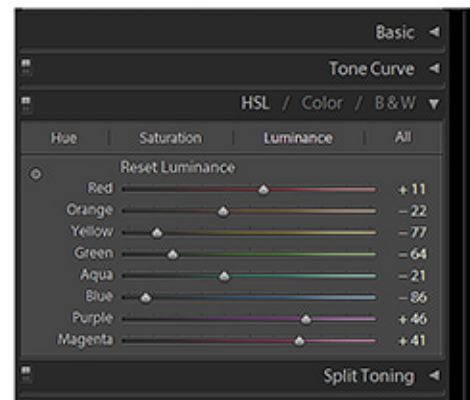 Basic
Tone Curve
HSL / Color / B & W
Hue Saturation Luminance All
Reset Luminance
Red + 11
Orange − 22
Yellow − 77
Green − 64
Aqua − 21
Blue − 86
Purple + 46
Magenta + 41
Split Toning